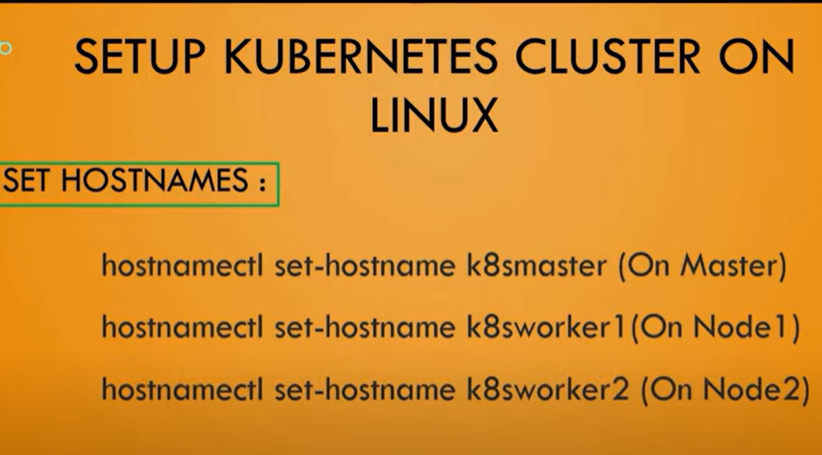 SETUP KUBERNETES CLUSTER ON
LINUX
SET HOSTNAMES :
hostnamectl set-hostname k8smaster (On Master)
hostnamectl set-hostname k8sworker1(On Node1)
hostnamectl set-hostname k8sworker2 (On Node2)